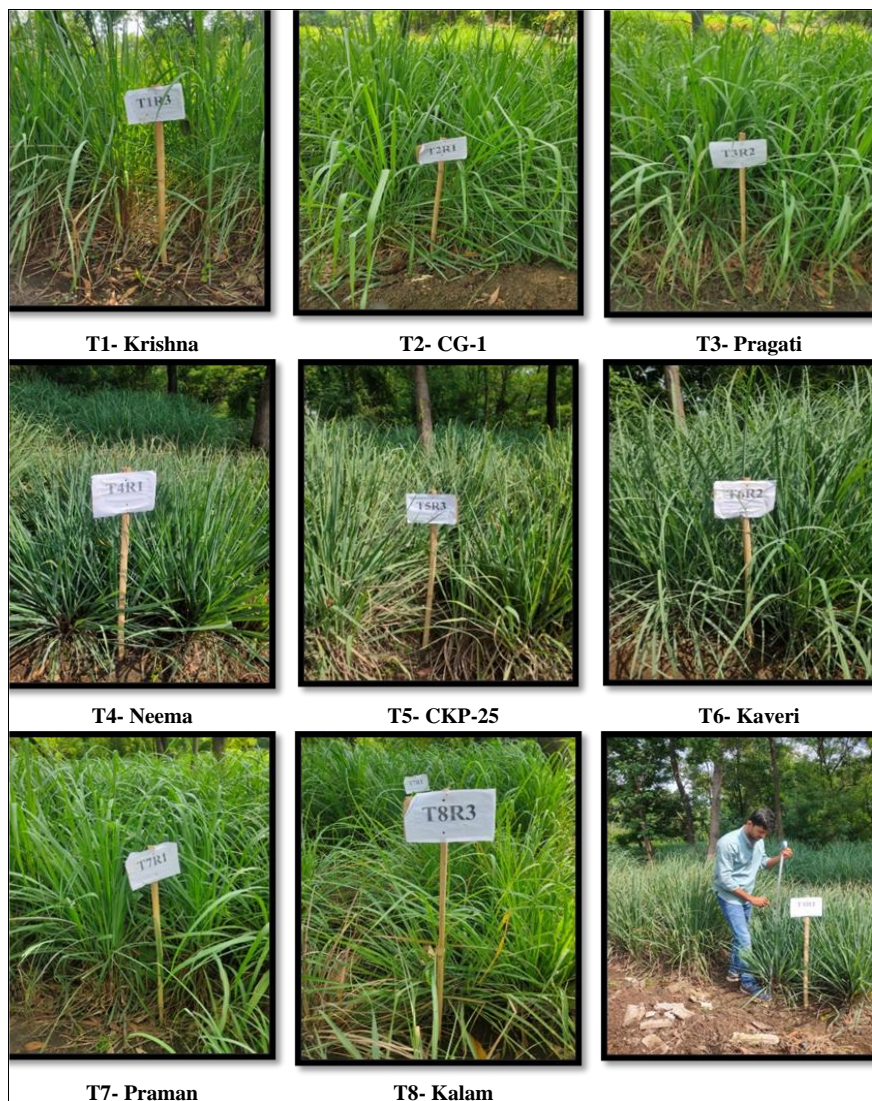 T1R3
T2R1
T3R2
T1- Krishna
T2- CG-1
T3- Pragati
T4R1
T5R3
T6R2
T4- Neema
T5- CKP-25
T6- Kaveri
T7R1
T8R3
T7- Praman
T8- Kalam